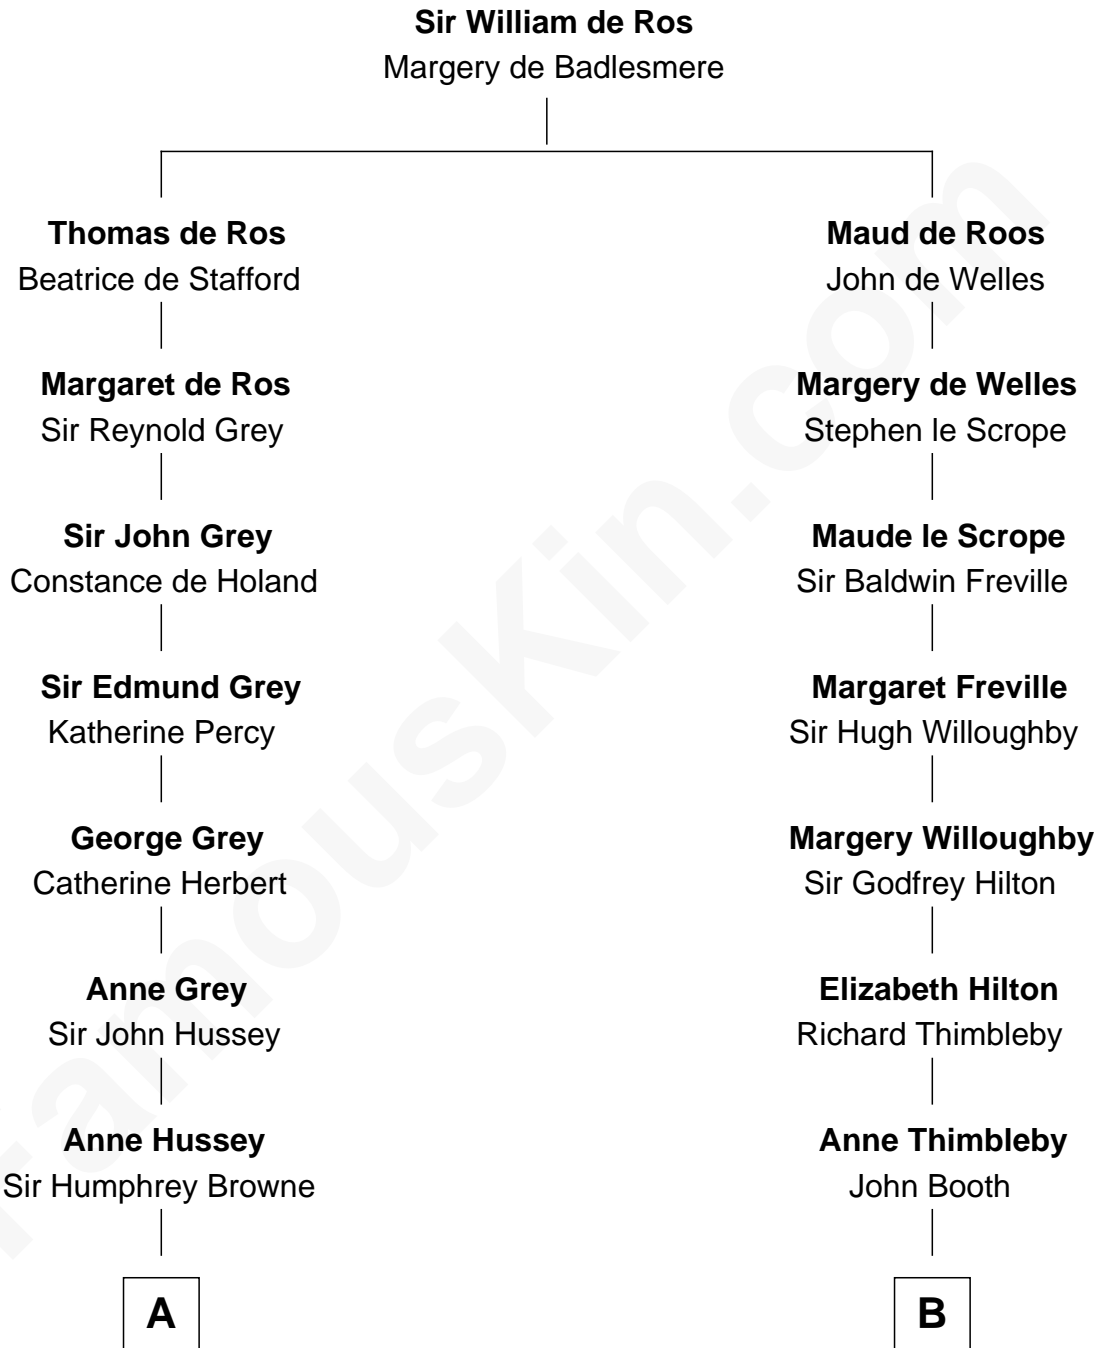 Sir William de Ros
Margery de Badlesmere
Thomas de Ros
Beatrice de Stafford
Margaret de Ros
Sir Reynold Grey
Sir John Grey
Constance de Holand
Sir Edmund Grey
Katherine Percy
George Grey
Catherine Herbert
Anne Grey
Sir John Hussey
Anne Hussey
Sir Humphrey Browne
A
Maud de Roos
John de Welles
Margery de Welles
Stephen le Scrope
Maude le Scrope
Sir Baldwin Freville
Margaret Freville
Sir Hugh Willoughby
Margery Willoughby
Sir Godfrey Hilton
Elizabeth Hilton
Richard Thimbleby
Anne Thimbleby
John Booth
B
FamousKin.com